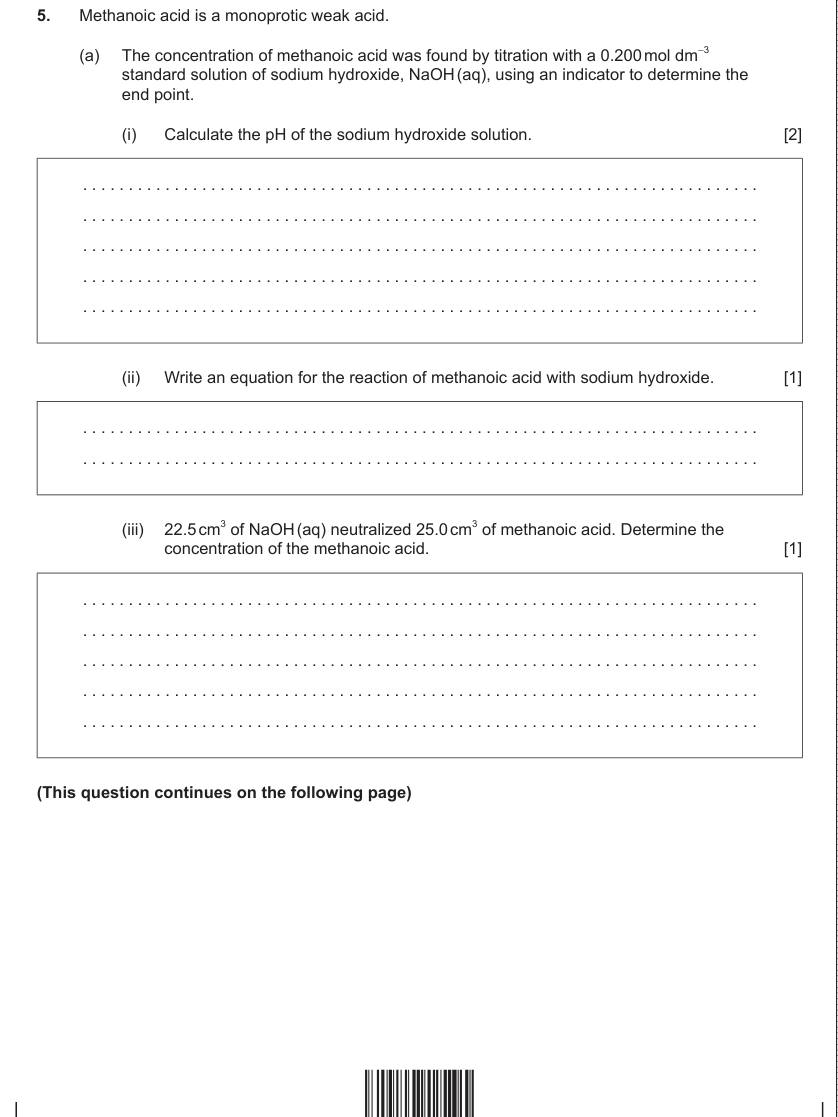 5. Methanoic acid is a monoprotic weak acid.
(a) The concentration of methanoic acid was found by titration with a 0.200 mol dm⁻³
standard solution of sodium hydroxide, NaOH (aq), using an indicator to determine the
end point.
(i) Calculate the pH of the sodium hydroxide solution. [2]
(ii) Write an equation for the reaction of methanoic acid with sodium hydroxide. [1]
(iii) 22.5 cm³ of NaOH (aq) neutralized 25.0 cm³ of methanoic acid. Determine the
concentration of the methanoic acid. [1]
(This question continues on the following page)